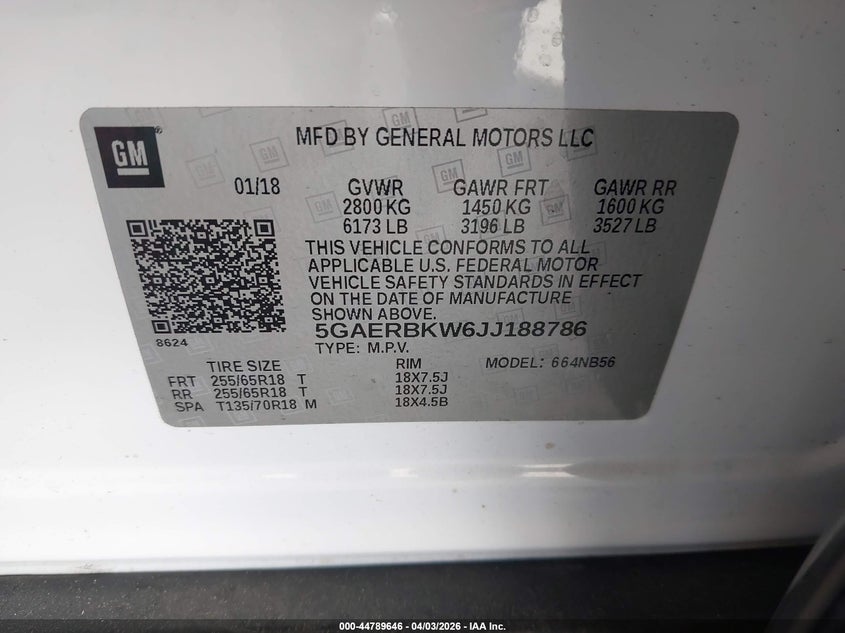 GM
MFD BY GENERAL MOTORS LLC
01/18 GVWR GAWR FRT GAWR RR
2800 KG 1450 KG 1600 KG
6173 LB 3196 LB 3527 LB
THIS VEHICLE CONFORMS TO ALL
APPLICABLE U.S. FEDERAL MOTOR
VEHICLE SAFETY STANDARDS IN EFFECT
ON THE DATE OF MANUFACTURE
SHOWN ABOVE.
5GAERBKW6JJ188786
8624
TYPE: M.P.V. MODEL: 664NB56
TIRE SIZE RIM
FRT 255/65R18 T 18X7.5J
RR 255/65R18 T 18X7.5J
SPA T135/70R18 M 18X4.5B
000-44789646 - 04/03/2026 - IAA Inc.